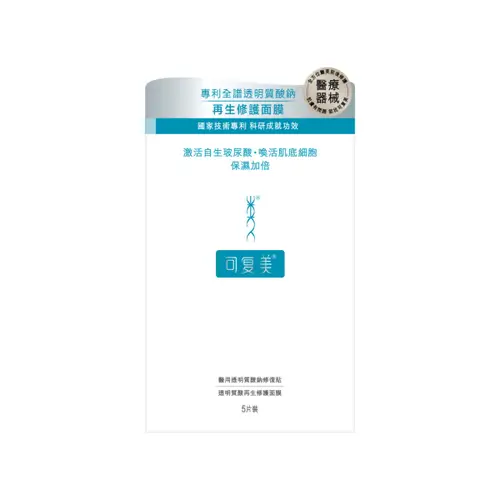 專利全譜透明質酸鈉
再生修護面膜
國家技術專利 科研成就功效
醫療
器械
激活自生玻尿酸·喚活肌底細胞
保濕加倍
可复美®
醫用透明質酸鈉修復貼
透明質酸再生修護面膜
5片裝